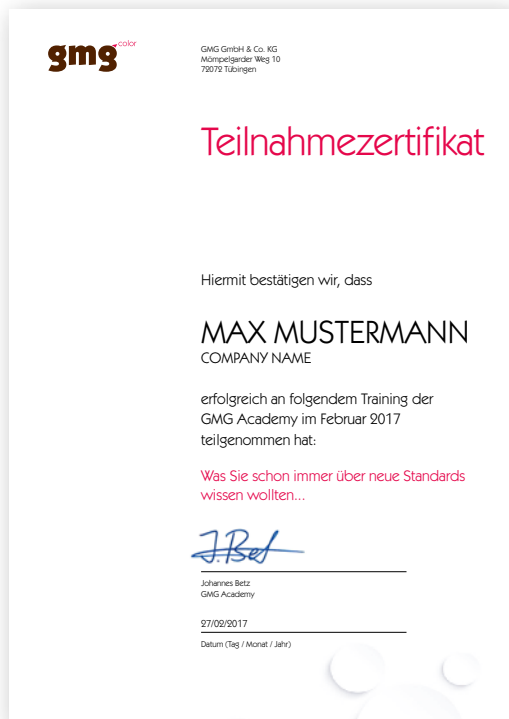 gmg color
GMG GmbH & Co. KG
Mömpelgarder Weg 10
72072 Tübingen
Teilnahmezertifikat
Hiermit bestätigen wir, dass
MAX MUSTERMANN
COMPANY NAME
erfolgreich an folgendem Training der
GMG Academy im Februar 2017
teilgenommen hat:
Was Sie schon immer über neue Standards
wissen wollten...
J. Betz
Johannes Betz
GMG Academy
27/02/2017
Datum (Tag / Monat / Jahr)